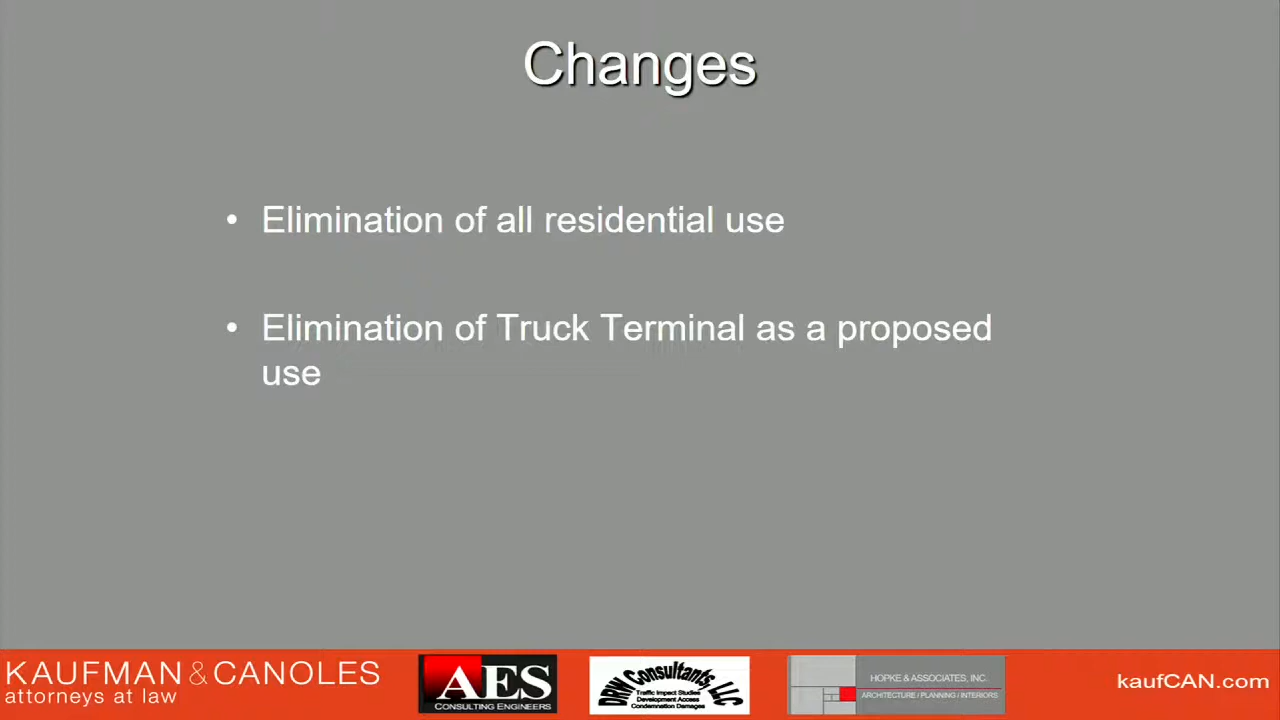 Changes
• Elimination of all residential use
• Elimination of Truck Terminal as a proposed
use
KAUFMAN & CANOLES
attorneys at law
AES
CONSULTING ENGINEERS
DRW Consultants, LLC
Traffic Impact Studies
Development Access
Condemnation Damages
HOPKE & ASSOCIATES, INC.
ARCHITECTURE / PLANNING / INTERIORS
kaufCAN.com